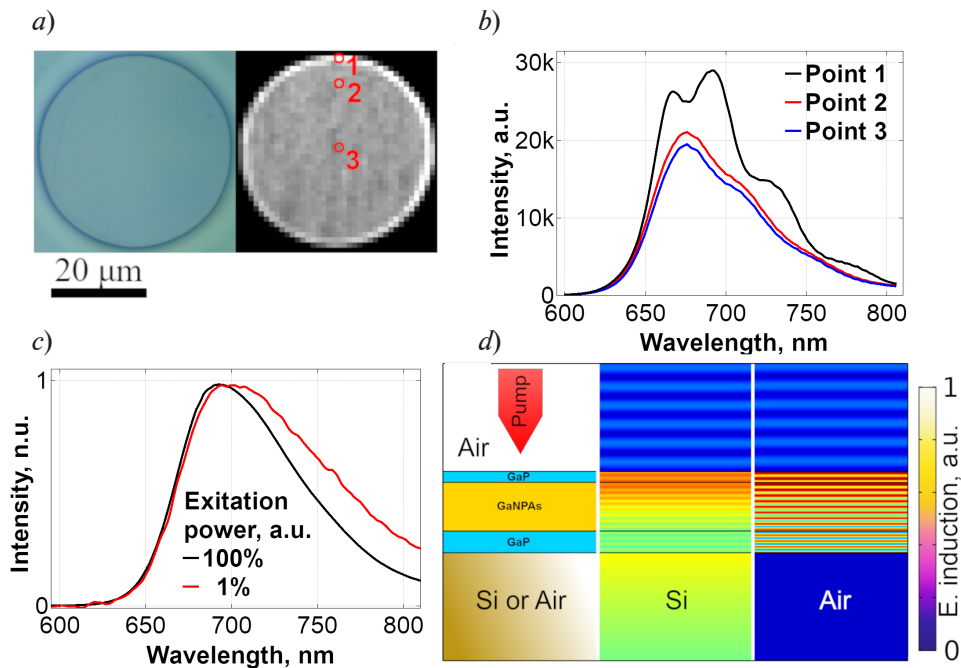 a)
1
2
3
20 µm
b)
30k
20k
10k
0
Intensity, a.u.
Point 1
Point 2
Point 3
600 650 700 750 800
Wavelength, nm
c)
1
0
Intensity, n.u.
Exitation
power, a.u.
100%
1%
600 650 700 750 800
Wavelength, nm
d)
Pump
Air
GaP
GaNPAs
GaP
Si or Air
Si
Air
1
0
E. induction, a.u.